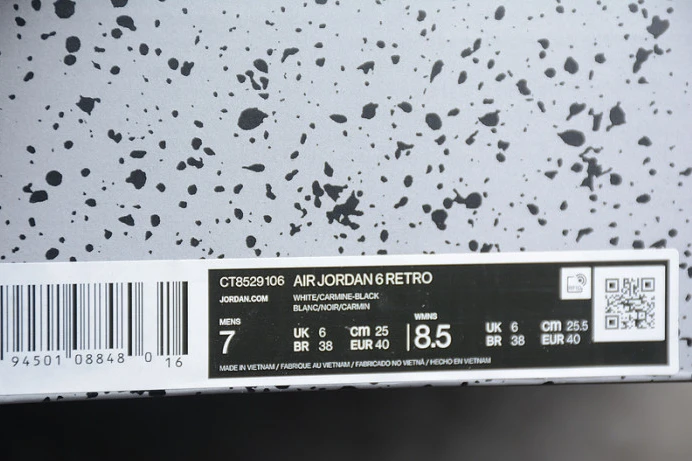 CT8529106 AIR JORDAN 6 RETRO
JORDAN.COM WHITE/CARMINE-BLACK
BLANC/NOIR/CARMIN
MENS WMNS
7 UK 6 cm 25 8.5 UK 6 cm 25.5
BR 38 EUR 40 BR 38 EUR 40
MADE IN VIETNAM / FABRIQUE AU VIETNAM / FABRICADO NO VIETNÃ / HECHO EN VIETNAM
94501 08848 0 16